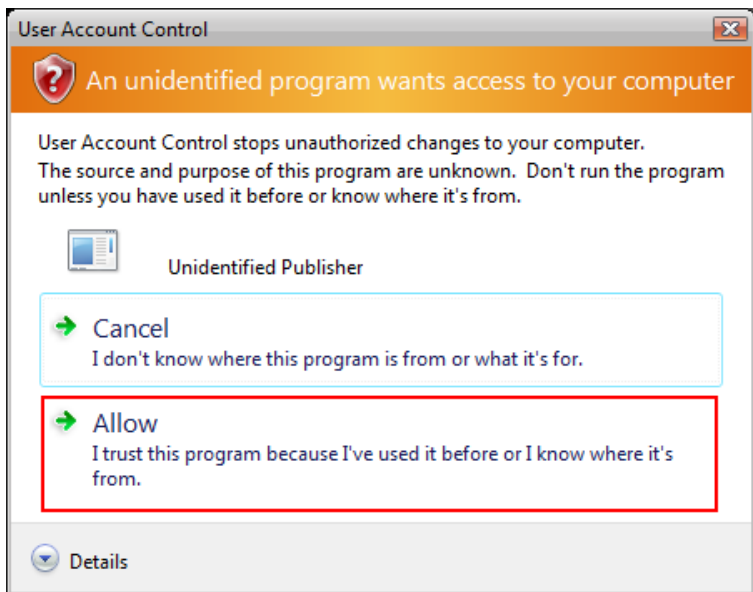 User Account Control
An unidentified program wants access to your computer
User Account Control stops unauthorized changes to your computer.
The source and purpose of this program are unknown.  Don't run the program
unless you have used it before or know where it's from.
Unidentified Publisher
Cancel
I don't know where this program is from or what it's for.
Allow
I trust this program because I've used it before or I know where it's
from.
Details